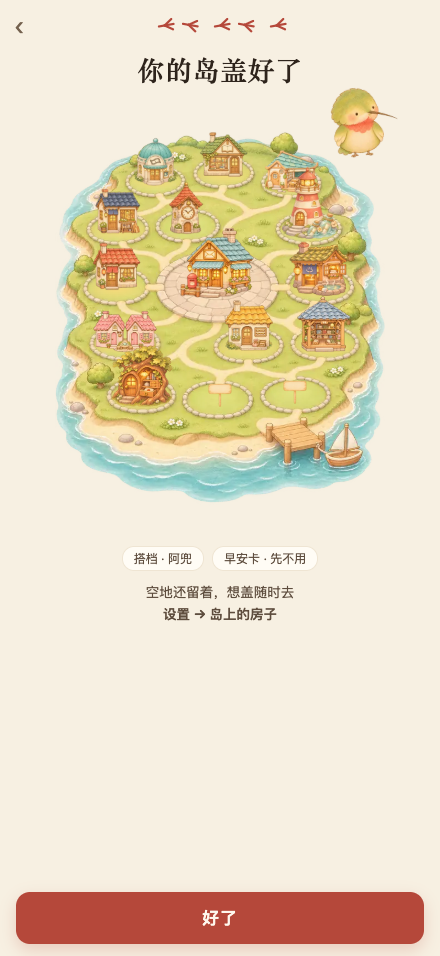 你的岛盖好了
搭档 · 阿兜
早安卡 · 先不用
空地还留着，想盖随时去
设置 → 岛上的房子
好了